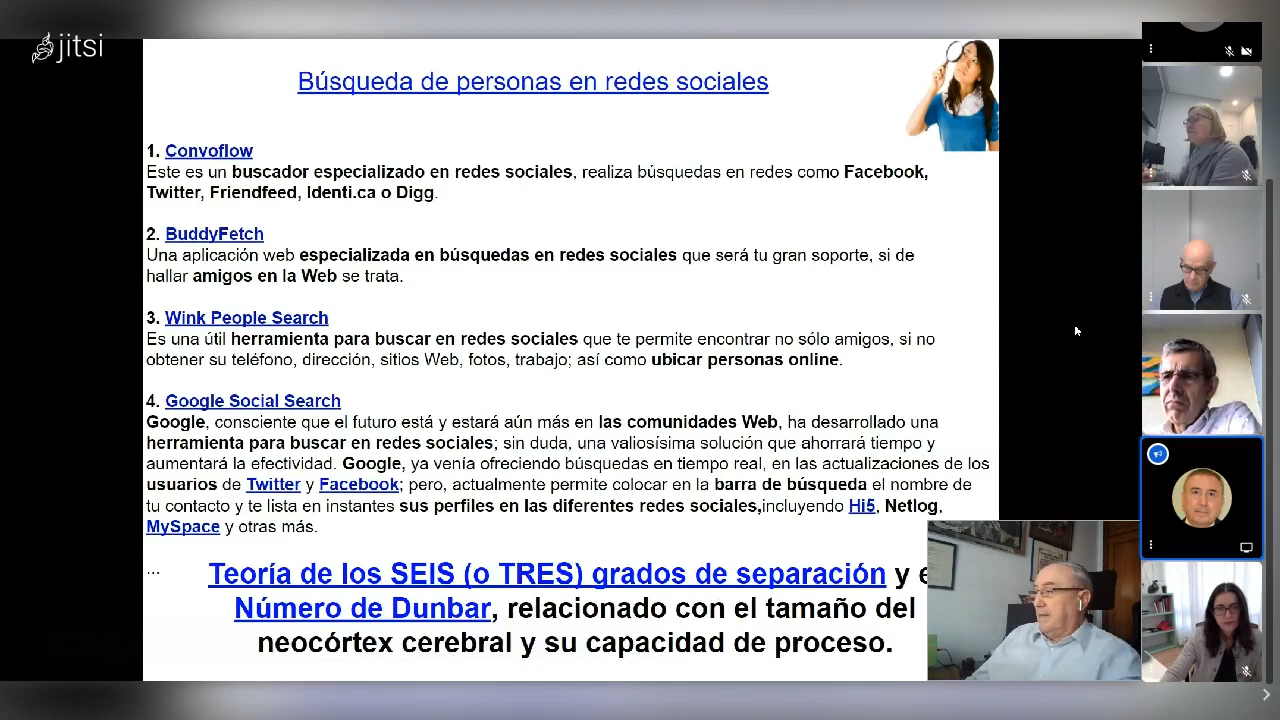 jitsi
Búsqueda de personas en redes sociales
1. Convoflow
Este es un buscador especializado en redes sociales, realiza búsquedas en redes como Facebook,
Twitter, Friendfeed, Identi.ca o Digg.
2. BuddyFetch
Una aplicación web especializada en búsquedas en redes sociales que será tu gran soporte, si de
hallar amigos en la Web se trata.
3. Wink People Search
Es una útil herramienta para buscar en redes sociales que te permite encontrar no sólo amigos, si no
obtener su teléfono, dirección, sitios Web, fotos, trabajo; así como ubicar personas online.
4. Google Social Search
Google, consciente que el futuro está y estará aún más en las comunidades Web, ha desarrollado una
herramienta para buscar en redes sociales; sin duda, una valiosísima solución que ahorrará tiempo y
aumentará la efectividad. Google, ya venía ofreciendo búsquedas en tiempo real, en las actualizaciones de los
usuarios de Twitter y Facebook; pero, actualmente permite colocar en la barra de búsqueda el nombre de
tu contacto y te lista en instantes sus perfiles en las diferentes redes sociales,incluyendo Hi5, Netlog,
MySpace y otras más.
...
Teoría de los SEIS (o TRES) grados de separación y
Número de Dunbar, relacionado con el tamaño del
neocórtex cerebral y su capacidad de proceso.